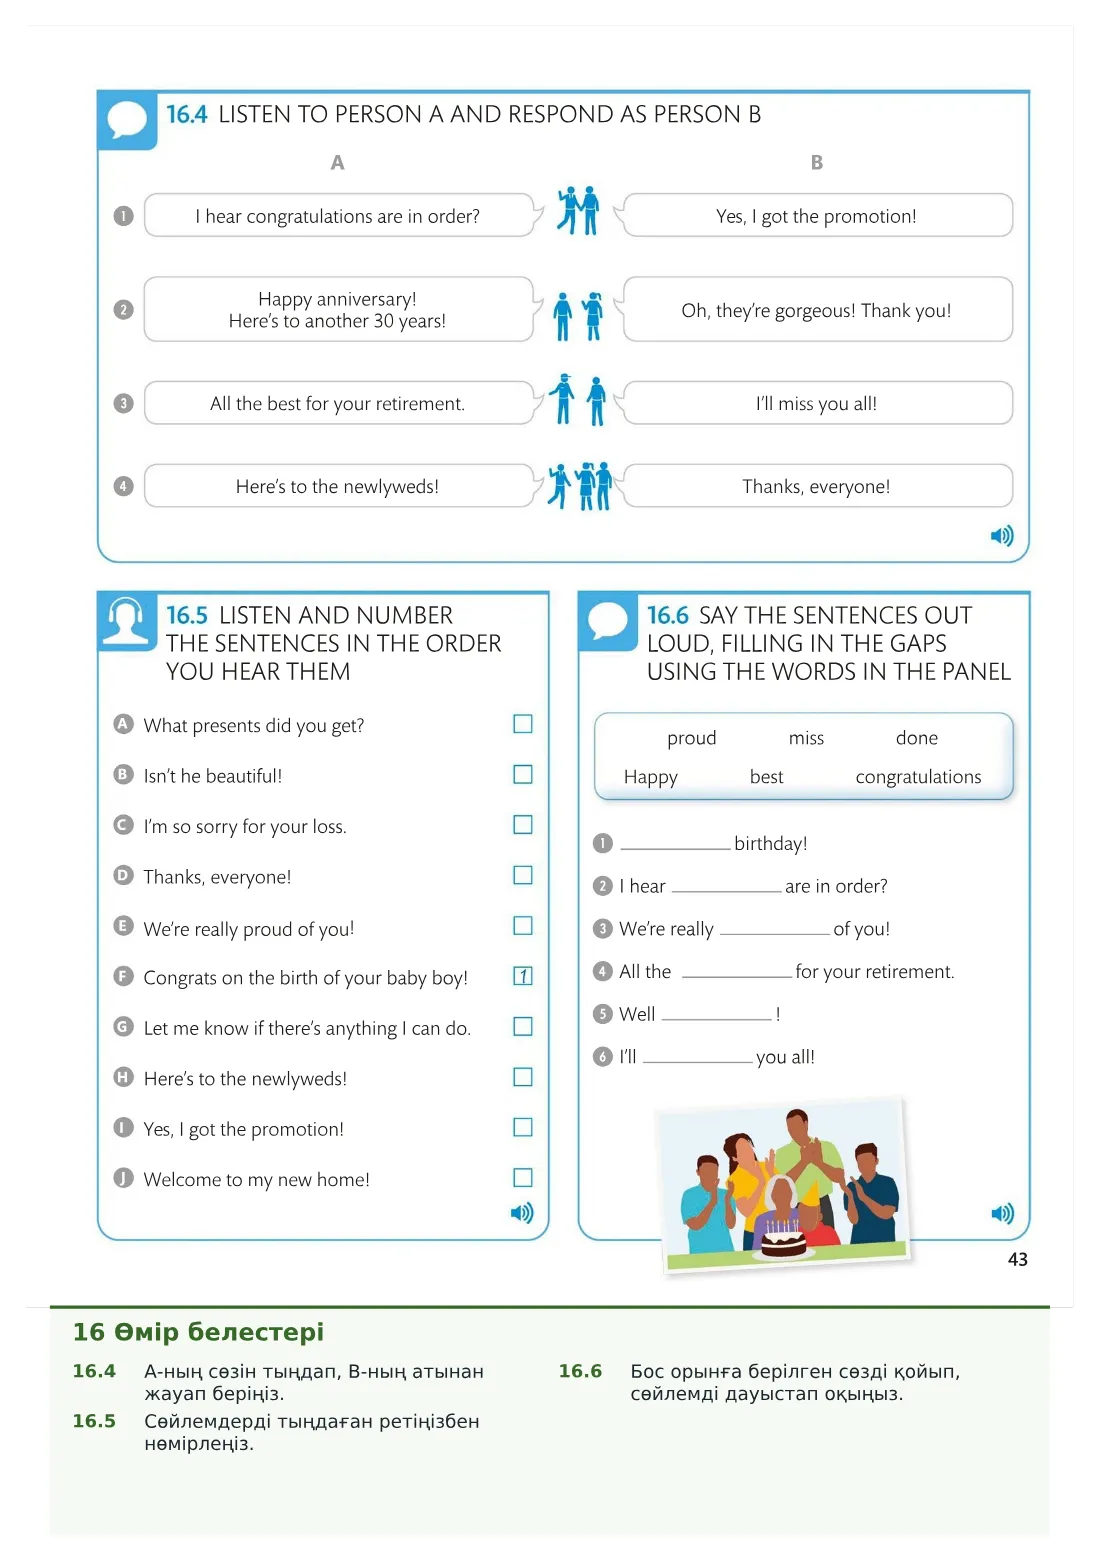 16.4 LISTEN TO PERSON A AND RESPOND AS PERSON B
A
B
1 I hear congratulations are in order?
Yes, I got the promotion!
2 Happy anniversary!
Here's to another 30 years!
Oh, they're gorgeous! Thank you!
3 All the best for your retirement.
I'll miss you all!
4 Here's to the newlyweds!
Thanks, everyone!
16.5 LISTEN AND NUMBER
THE SENTENCES IN THE ORDER
YOU HEAR THEM
A What presents did you get?
B Isn't he beautiful!
C I'm so sorry for your loss.
D Thanks, everyone!
E We're really proud of you!
F Congrats on the birth of your baby boy! 1
G Let me know if there's anything I can do.
H Here's to the newlyweds!
I Yes, I got the promotion!
J Welcome to my new home!
16.6 SAY THE SENTENCES OUT
LOUD, FILLING IN THE GAPS
USING THE WORDS IN THE PANEL
proud miss done
Happy best congratulations
1 __________ birthday!
2 I hear __________ are in order?
3 We're really __________ of you!
4 All the __________ for your retirement.
5 Well __________ !
6 I'll __________ you all!
43
16 Өмір белестері
16.4 А-ның сөзін тыңдап, В-ның атынан
жауап беріңіз.
16.5 Сөйлемдерді тыңдаған ретіңізбен
нөмірлеңіз.
16.6 Бос орынға берілген сөзді қойып,
сөйлемді дауыстап оқыңыз.